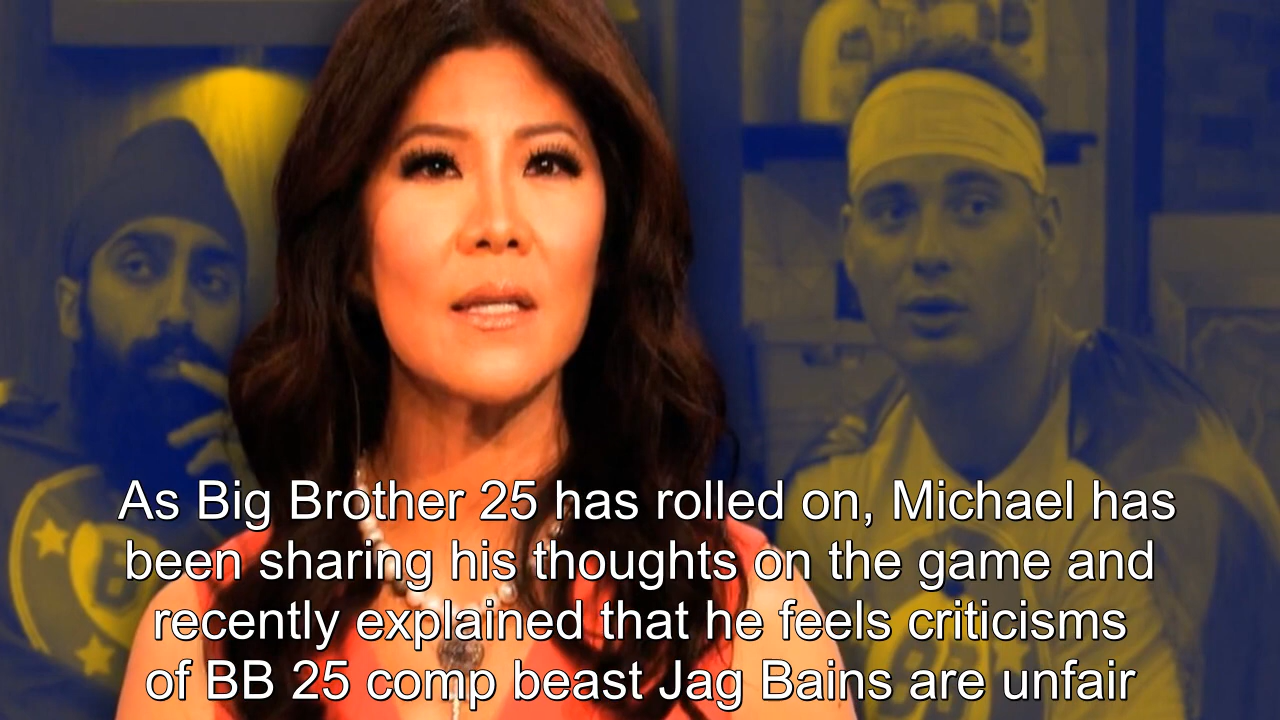 As Big Brother 25 has rolled on, Michael has
been sharing his thoughts on the game and
recently explained that he feels criticisms
of BB 25 comp beast Jag Bains are unfair